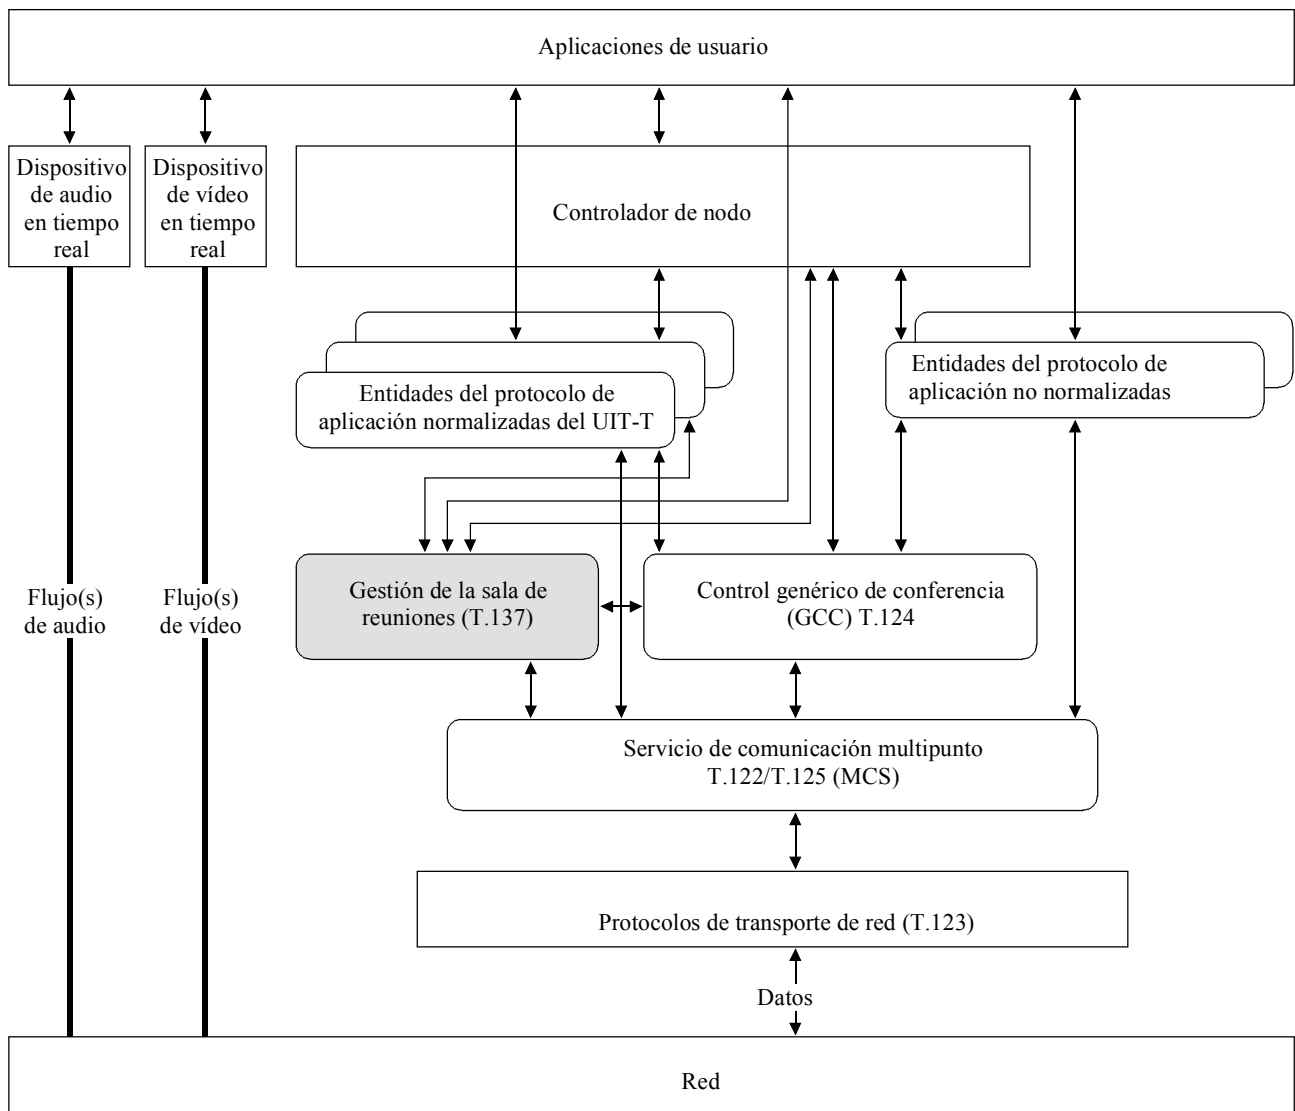 Aplicaciones de usuario
Dispositivo
de audio
en tiempo
real
Dispositivo
de vídeo
en tiempo
real
Controlador de nodo
Entidades del protocolo de
aplicación normalizadas del UIT-T
Entidades del protocolo de
aplicación no normalizadas
Flujo(s)
de audio
Flujo(s)
de vídeo
Gestión de la sala de
reuniones (T.137)
Control genérico de conferencia
(GCC) T.124
Servicio de comunicación multipunto
T.122/T.125 (MCS)
Protocolos de transporte de red (T.123)
Datos
Red